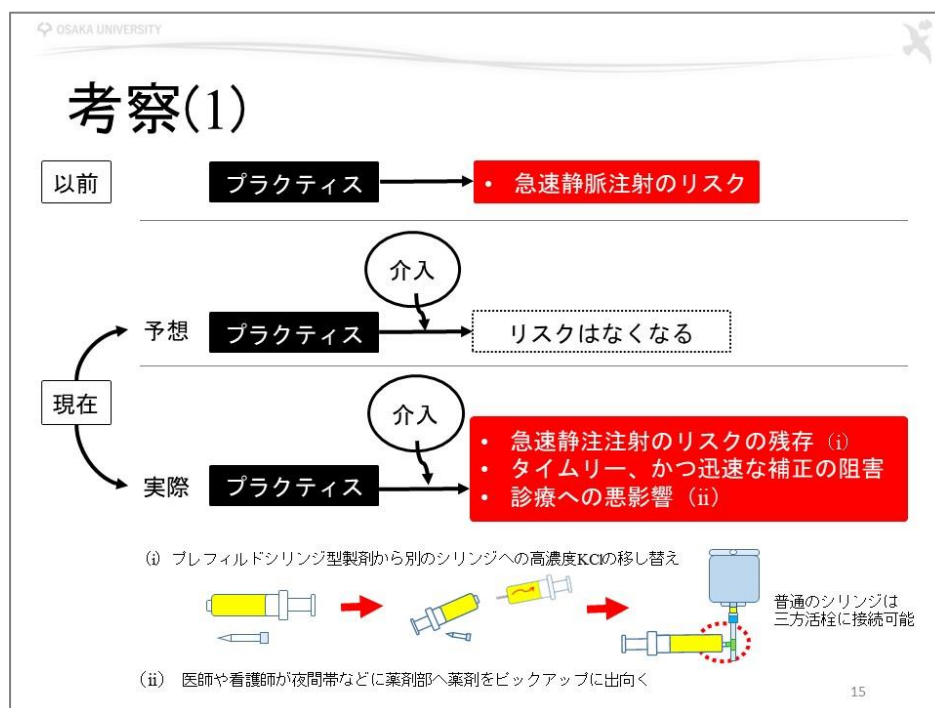 OSAKA UNIVERSITY
考察(1)
以前
プラクティス
• 急速静脈注射のリスク
介入
予想
プラクティス
リスクはなくなる
現在
介入
実際
プラクティス
• 急速静注注射のリスクの残存（i）
• タイムリー、かつ迅速な補正の阻害
• 診療への悪影響（ii）
(i) プレフィルドシリンジ型製剤から別のシリンジへの高濃度KClの移し替え
普通のシリンジは
三方活栓に接続可能
(ii) 医師や看護師が夜間帯などに薬剤部へ薬剤をピックアップに出向く
15